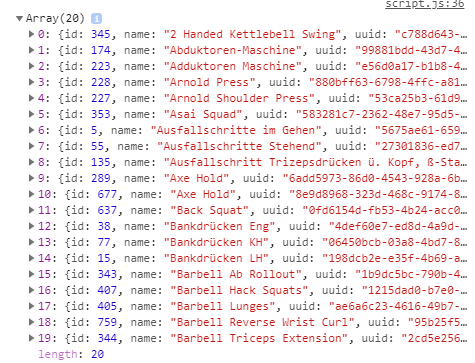 script.js:36
▼Array(20) i
▶0: {id: 345, name: "2 Handed Kettlebell Swing", uuid: "c788d643-
▶1: {id: 174, name: "Abduktoren-Maschine", uuid: "99881bdd-43d7-4
▶2: {id: 223, name: "Adduktoren Maschine", uuid: "e56d0a17-b1b8-4
▶3: {id: 228, name: "Arnold Press", uuid: "880bff63-6798-4ffc-a81
▶4: {id: 227, name: "Arnold Shoulder Press", uuid: "53ca25b3-61d9
▶5: {id: 353, name: "Asai Squad", uuid: "583281c7-2362-48e7-95d5-
▶6: {id: 5, name: "Ausfallschritte im Gehen", uuid: "5675ae61-659
▶7: {id: 55, name: "Ausfallschritte Stehend", uuid: "27301836-ed7
▶8: {id: 135, name: "Ausfallschritt Trizepsdrücken ü. Kopf, ß-Sta
▶9: {id: 289, name: "Axe Hold", uuid: "6add5973-86d0-4543-928a-6b
▶10: {id: 677, name: "Axe Hold", uuid: "8e9d8968-323d-468c-9174-8
▶11: {id: 637, name: "Back Squat", uuid: "0fd6154d-fb53-4b24-acc0
▶12: {id: 38, name: "Bankdrücken Eng", uuid: "4def60e7-ed8d-4a9d-
▶13: {id: 77, name: "Bankdrücken KH", uuid: "06450bcb-03a8-4bd7-8
▶14: {id: 15, name: "Bankdrücken LH", uuid: "198dcb2e-e35f-4b69-a
▶15: {id: 343, name: "Barbell Ab Rollout", uuid: "1b9dc5bc-790b-4
▶16: {id: 407, name: "Barbell Hack Squats", uuid: "1215dad0-b7e0-
▶17: {id: 405, name: "Barbell Lunges", uuid: "ae6a6c23-4616-49b7-
▶18: {id: 759, name: "Barbell Reverse Wrist Curl", uuid: "95b25f5
▶19: {id: 344, name: "Barbell Triceps Extension", uuid: "2cd5e256
length: 20